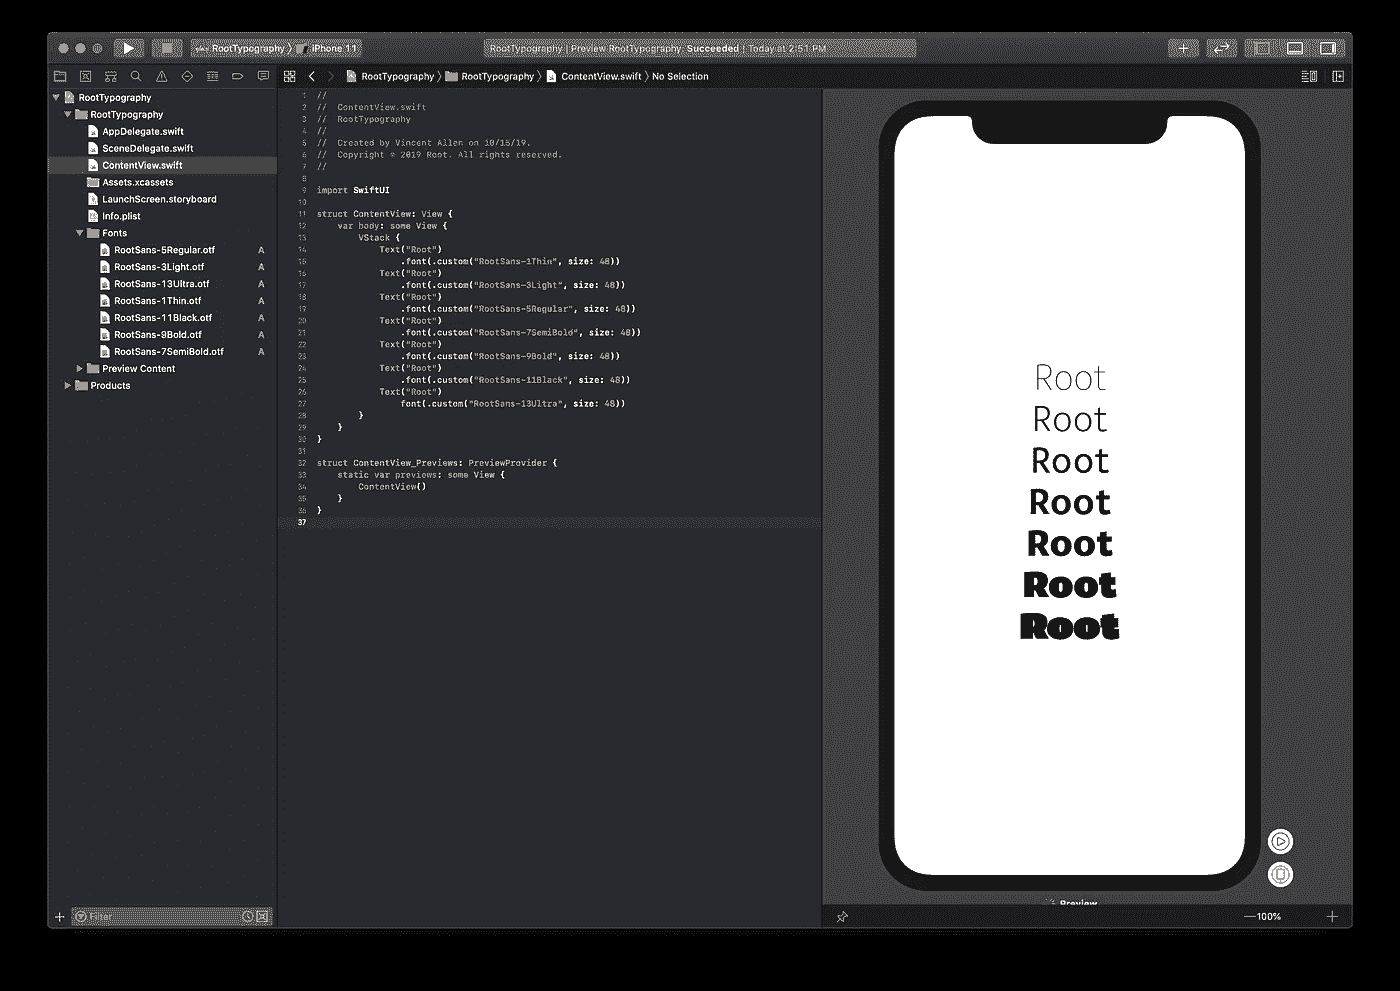 RootTypography 〉 iPhone 11
RootTypography | Preview RootTypography: Succeeded | Today at 2:51 PM
RootTypography 〉 RootTypography 〉 ContentView.swift 〉 No Selection
RootTypography
RootTypography
AppDelegate.swift
SceneDelegate.swift
ContentView.swift
Assets.xcassets
LaunchScreen.storyboard
Info.plist
Fonts
RootSans-5Regular.otf A
RootSans-3Light.otf A
RootSans-13Ultra.otf A
RootSans-1Thin.otf A
RootSans-11Black.otf A
RootSans-9Bold.otf A
RootSans-7SemiBold.otf A
Preview Content
Products
Filter
1 //
2 //  ContentView.swift
3 //  RootTypography
4 //
5 //  Created by Vincent Allen on 10/15/19.
6 //  Copyright © 2019 Root. All rights reserved.
7 //
8
9 import SwiftUI
10
11 struct ContentView: View {
12     var body: some View {
13         VStack {
14             Text("Root")
15                 .font(.custom("RootSans-1Thin", size: 48))
16             Text("Root")
17                 .font(.custom("RootSans-3Light", size: 48))
18             Text("Root")
19                 .font(.custom("RootSans-5Regular", size: 48))
20             Text("Root")
21                 .font(.custom("RootSans-7SemiBold", size: 48))
22             Text("Root")
23                 .font(.custom("RootSans-9Bold", size: 48))
24             Text("Root")
25                 .font(.custom("RootSans-11Black", size: 48))
26             Text("Root")
27                 font(.custom("RootSans-13Ultra", size: 48))
28         }
29     }
30 }
31
32 struct ContentView_Previews: PreviewProvider {
33     static var previews: some View {
34         ContentView()
35     }
36 }
37
Root
Root
Root
Root
Root
Root
Root
Preview
100%